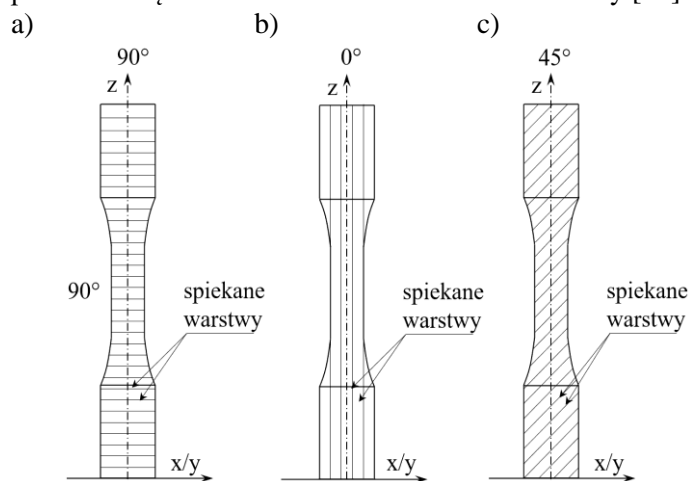 a)
90°
z
90°
spiekane
warstwy
x/y
b)
0°
z
spiekane
warstwy
x/y
c)
45°
z
spiekane
warstwy
x/y